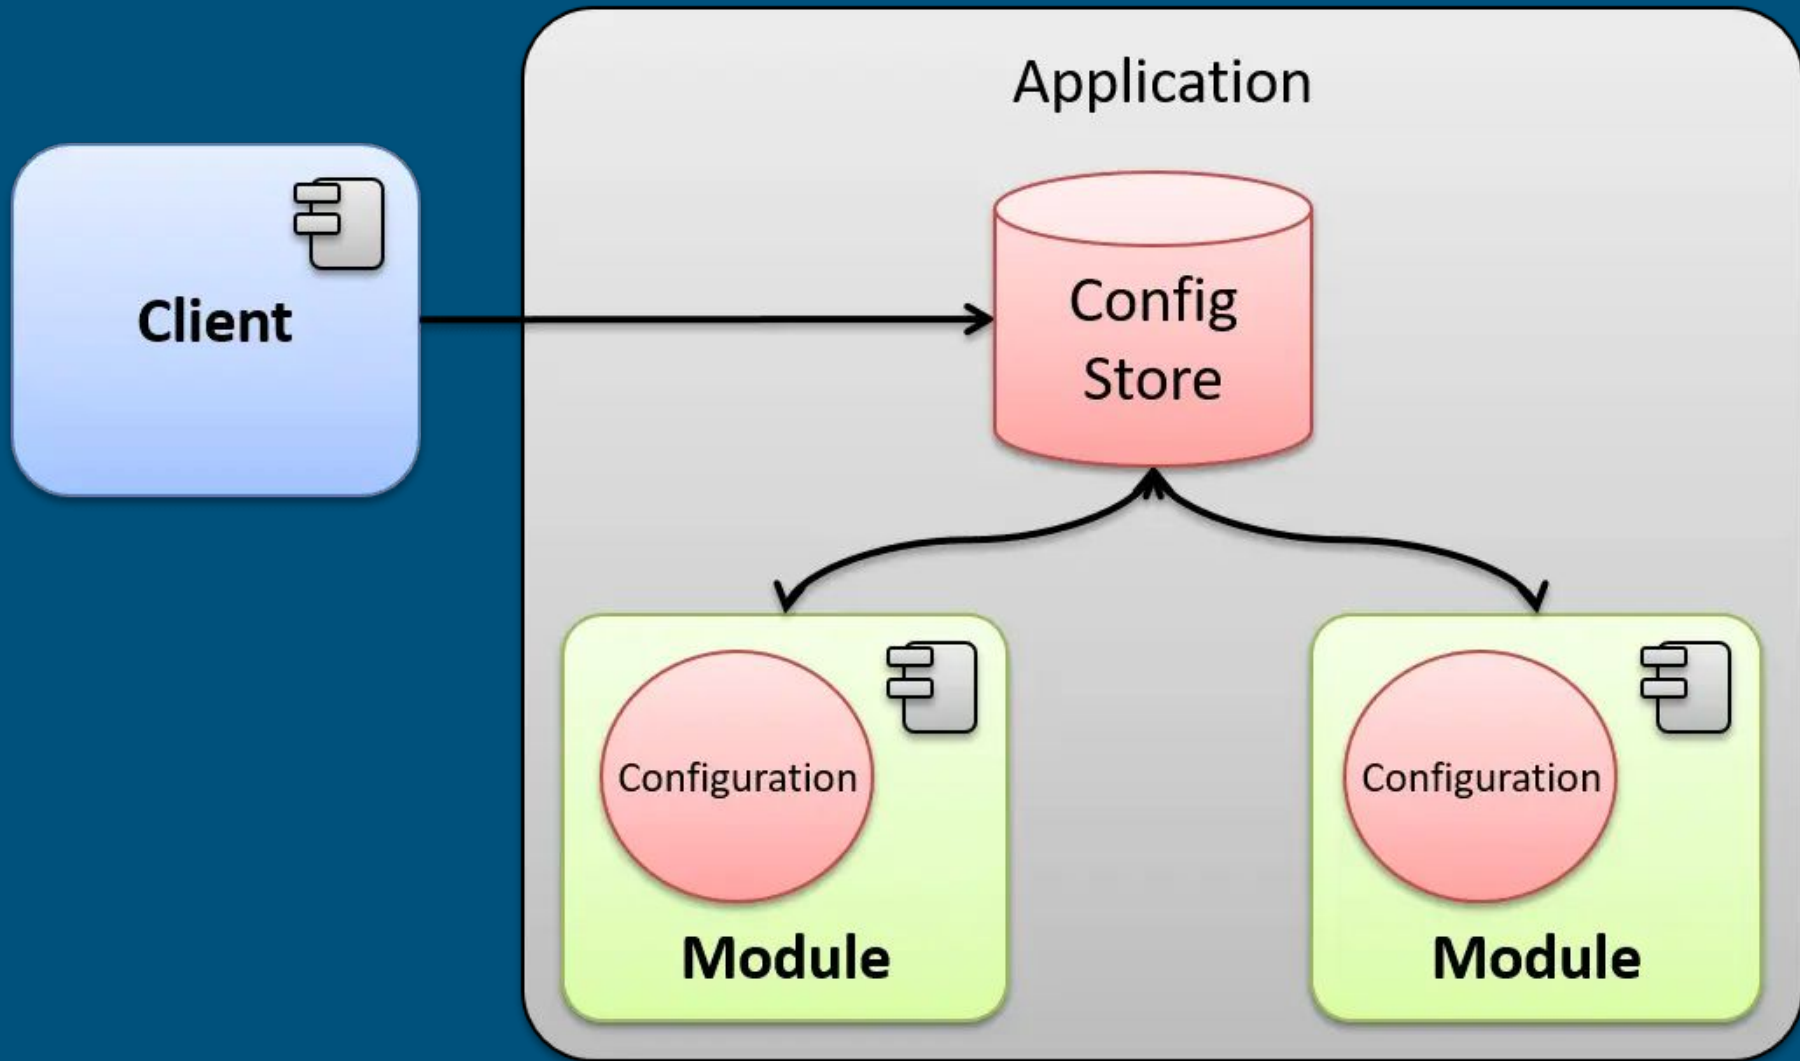 Application
Client
Config
Store
Configuration
Configuration
Module
Module